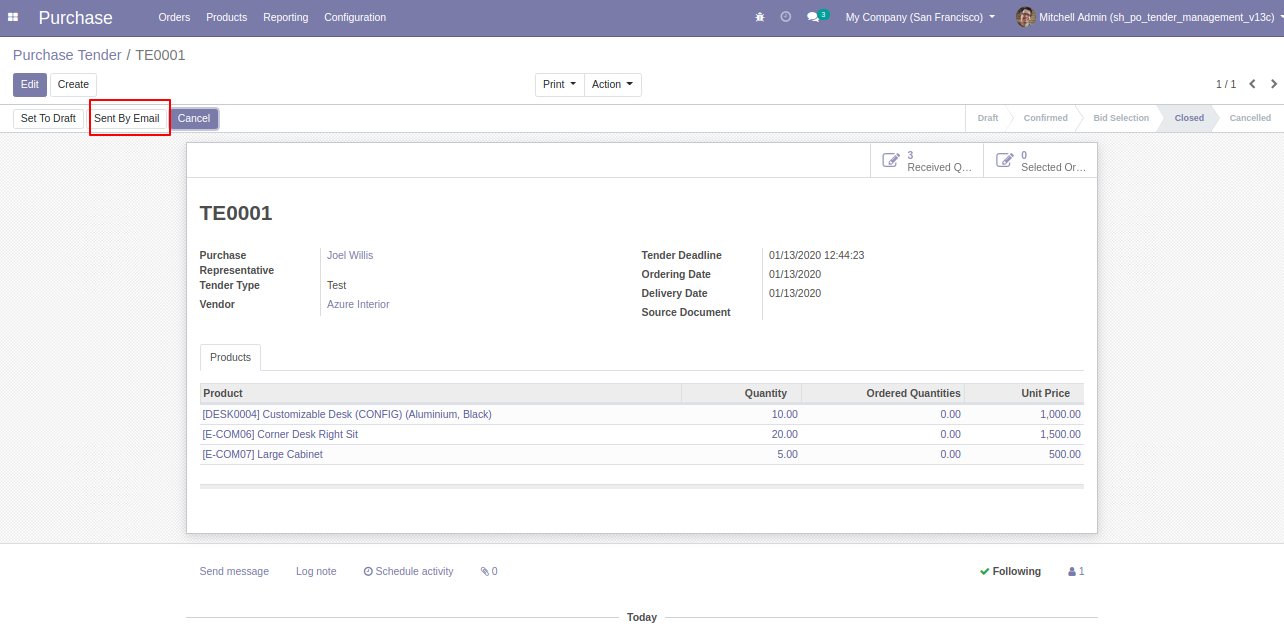 Purchase Orders Products Reporting Configuration 3 My Company (San Francisco) Mitchell Admin (sh_po_tender_management_v13c)
Purchase Tender / TE0001
Edit Create Print Action 1 / 1
Set To Draft Sent By Email Cancel Draft Confirmed Bid Selection Closed Cancelled
3 Received Q...
0 Selected Or...
TE0001
Purchase Representative Joel Willis
Tender Type Test
Vendor Azure Interior
Tender Deadline 01/13/2020 12:44:23
Ordering Date 01/13/2020
Delivery Date 01/13/2020
Source Document
Products
Product Quantity Ordered Quantities Unit Price
[DESK0004] Customizable Desk (CONFIG) (Aluminium, Black) 10.00 0.00 1,000.00
[E-COM06] Corner Desk Right Sit 20.00 0.00 1,500.00
[E-COM07] Large Cabinet 5.00 0.00 500.00
Send message Log note Schedule activity 0 Following 1
Today